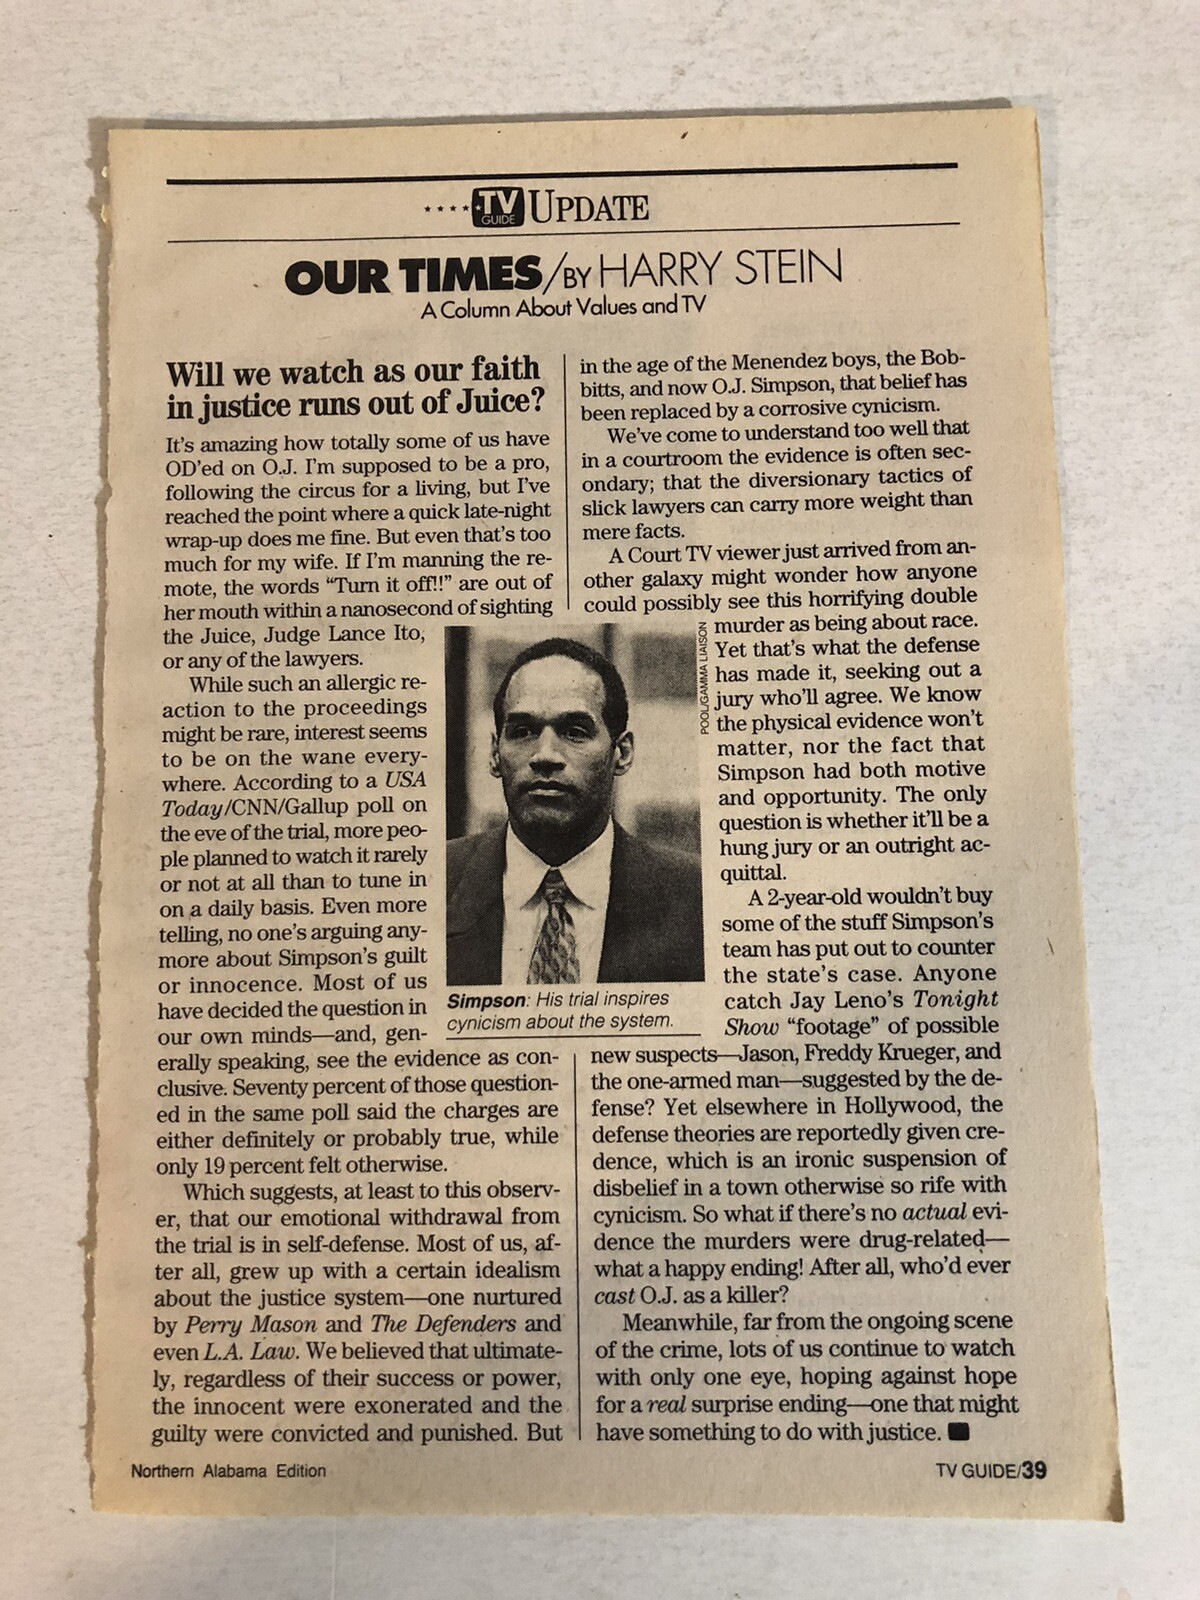 TV GUIDE UPDATE
OUR TIMES/BY HARRY STEIN
A Column About Values and TV
Will we watch as our faith
in justice runs out of Juice?
It's amazing how totally some of us have
OD'ed on O.J. I'm supposed to be a pro,
following the circus for a living, but I've
reached the point where a quick late-night
wrap-up does me fine. But even that's too
much for my wife. If I'm manning the re-
mote, the words "Turn it off!!" are out of
her mouth within a nanosecond of sighting
the Juice, Judge Lance Ito,
or any of the lawyers.
While such an allergic re-
action to the proceedings
might be rare, interest seems
to be on the wane every-
where. According to a USA
Today/CNN/Gallup poll on
the eve of the trial, more peo-
ple planned to watch it rarely
or not at all than to tune in
on a daily basis. Even more
telling, no one's arguing any-
more about Simpson's guilt
or innocence. Most of us
have decided the question in
our own minds—and, gen-
erally speaking, see the evidence as con-
clusive. Seventy percent of those question-
ed in the same poll said the charges are
either definitely or probably true, while
only 19 percent felt otherwise.
Which suggests, at least to this observ-
er, that our emotional withdrawal from
the trial is in self-defense. Most of us, af-
ter all, grew up with a certain idealism
about the justice system—one nurtured
by Perry Mason and The Defenders and
even L.A. Law. We believed that ultimate-
ly, regardless of their success or power,
the innocent were exonerated and the
guilty were convicted and punished. But
POOL/GAMMA LIAISON
Simpson: His trial inspires
cynicism about the system.
in the age of the Menendez boys, the Bob-
bitts, and now O.J. Simpson, that belief has
been replaced by a corrosive cynicism.
We've come to understand too well that
in a courtroom the evidence is often sec-
ondary; that the diversionary tactics of
slick lawyers can carry more weight than
mere facts.
A Court TV viewer just arrived from an-
other galaxy might wonder how anyone
could possibly see this horrifying double
murder as being about race.
Yet that's what the defense
has made it, seeking out a
jury who'll agree. We know
the physical evidence won't
matter, nor the fact that
Simpson had both motive
and opportunity. The only
question is whether it'll be a
hung jury or an outright ac-
quittal.
A 2-year-old wouldn't buy
some of the stuff Simpson's
team has put out to counter
the state's case. Anyone
catch Jay Leno's Tonight
Show "footage" of possible
new suspects—Jason, Freddy Krueger, and
the one-armed man—suggested by the de-
fense? Yet elsewhere in Hollywood, the
defense theories are reportedly given cre-
dence, which is an ironic suspension of
disbelief in a town otherwise so rife with
cynicism. So what if there's no actual evi-
dence the murders were drug-related—
what a happy ending! After all, who'd ever
cast O.J. as a killer?
Meanwhile, far from the ongoing scene
of the crime, lots of us continue to watch
with only one eye, hoping against hope
for a real surprise ending—one that might
have something to do with justice.
Northern Alabama Edition
TV GUIDE/39